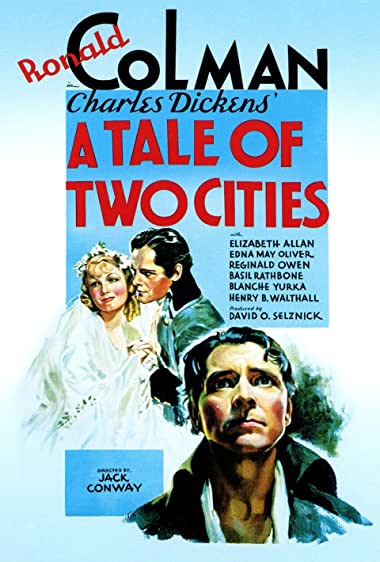 Ronald
COLMAN
in
Charles Dickens'
A TALE OF
TWO CITIES
with
ELIZABETH ALLAN
EDNA MAY OLIVER
REGINALD OWEN
BASIL RATHBONE
BLANCHE YURKA
HENRY B. WALTHALL
Produced by
DAVID O. SELZNICK
DIRECTED BY
JACK
CONWAY